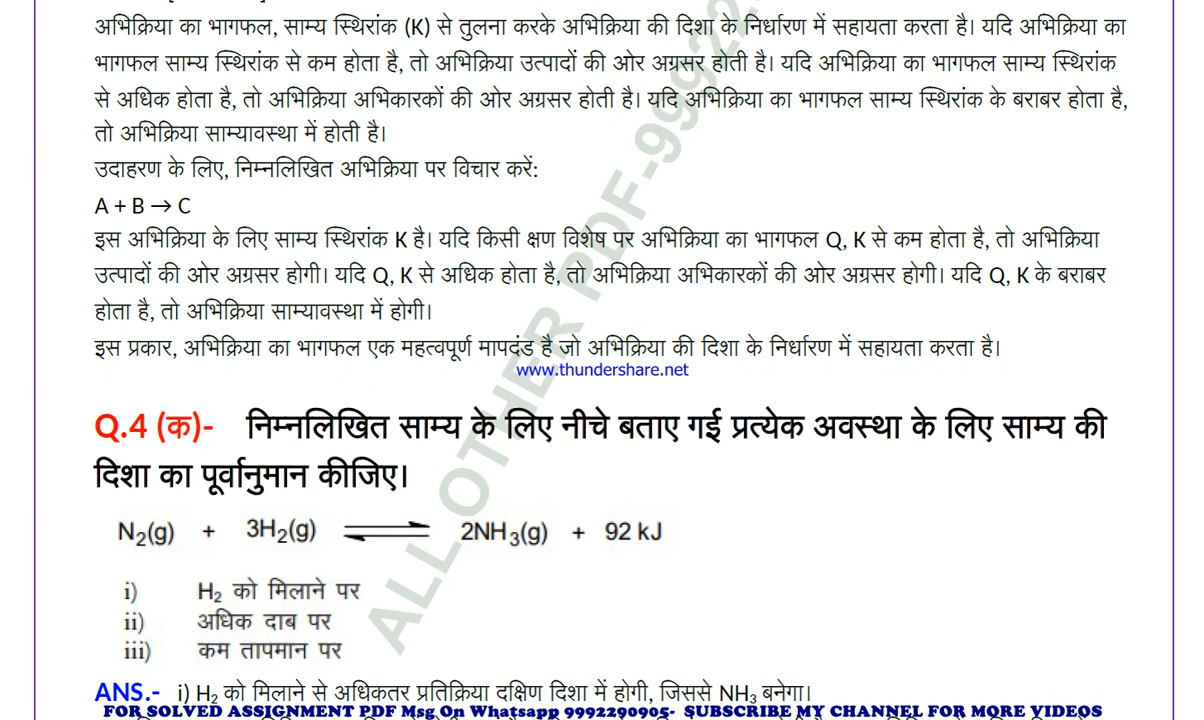 अभिक्रिया का भागफल, साम्य स्थिरांक (K) से तुलना करके अभिक्रिया की दिशा के निर्धारण में सहायता करता है। यदि अभिक्रिया का
भागफल साम्य स्थिरांक से कम होता है, तो अभिक्रिया उत्पादों की ओर अग्रसर होती है। यदि अभिक्रिया का भागफल साम्य स्थिरांक
से अधिक होता है, तो अभिक्रिया अभिकारकों की ओर अग्रसर होती है। यदि अभिक्रिया का भागफल साम्य स्थिरांक के बराबर होता है,
तो अभिक्रिया साम्यावस्था में होती है।
उदाहरण के लिए, निम्नलिखित अभिक्रिया पर विचार करें:
A + B → C
इस अभिक्रिया के लिए साम्य स्थिरांक K है। यदि किसी क्षण विशेष पर अभिक्रिया का भागफल Q, K से कम होता है, तो अभिक्रिया
उत्पादों की ओर अग्रसर होगी। यदि Q, K से अधिक होता है, तो अभिक्रिया अभिकारकों की ओर अग्रसर होगी। यदि Q, K के बराबर
होता है, तो अभिक्रिया साम्यावस्था में होगी।
इस प्रकार, अभिक्रिया का भागफल एक महत्वपूर्ण मापदंड है जो अभिक्रिया की दिशा के निर्धारण में सहायता करता है।
www.thundershare.net
Q.4 (क)- निम्नलिखित साम्य के लिए नीचे बताए गई प्रत्येक अवस्था के लिए साम्य की
दिशा का पूर्वानुमान कीजिए।
N₂(g) + 3H₂(g) ⇌ 2NH₃(g) + 92 kJ
i) H₂ को मिलाने पर
ii) अधिक दाब पर
iii) कम तापमान पर
ANS.- i) H₂ को मिलाने से अधिकतर प्रतिक्रिया दक्षिण दिशा में होगी, जिससे NH₃ बनेगा।
FOR SOLVED ASSIGNMENT PDF Msg On Whatsapp 9992290905- SUBSCRIBE MY CHANNEL FOR MORE VIDEOS
ALL OTHER PDF-99922